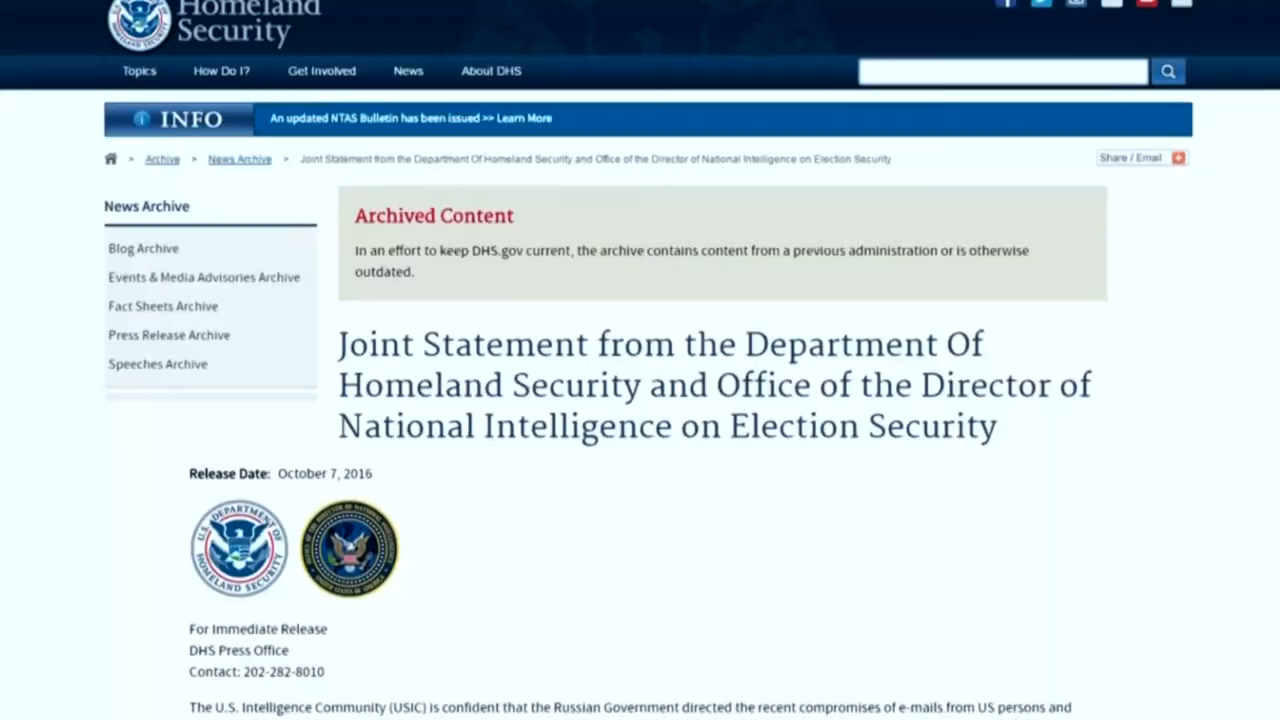 Homeland
Security
Topics How Do I? Get Involved News About DHS
INFO An updated NTAS Bulletin has been issued >> Learn More
> Archive > News Archive > Joint Statement from the Department Of Homeland Security and Office of the Director of National Intelligence on Election Security Share / Email
News Archive
Blog Archive
Events & Media Advisories Archive
Fact Sheets Archive
Press Release Archive
Speeches Archive
Archived Content
In an effort to keep DHS.gov current, the archive contains content from a previous administration or is otherwise
outdated.
Joint Statement from the Department Of
Homeland Security and Office of the Director of
National Intelligence on Election Security
Release Date: October 7, 2016
U.S. DEPARTMENT OF
HOMELAND SECURITY
For Immediate Release
DHS Press Office
Contact: 202-282-8010
The U.S. Intelligence Community (USIC) is confident that the Russian Government directed the recent compromises of e-mails from US persons and